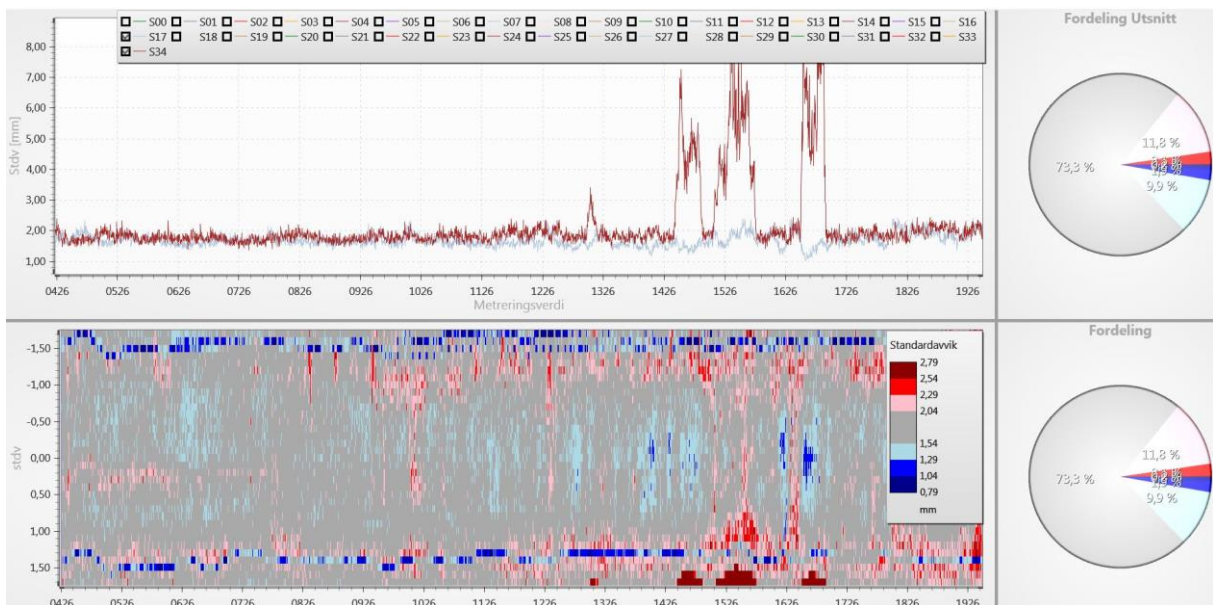 S00 S01 S02 S03 S04 S05 S06 S07 S08 S09 S10 S11 S12 S13 S14 S15 S16
S17 S18 S19 S20 S21 S22 S23 S24 S25 S26 S27 S28 S29 S30 S31 S32 S33
S34
Stdv [mm]
8,00
7,00
6,00
5,00
4,00
3,00
2,00
1,00
0426 0526 0626 0726 0826 0926 1026 1126 1226 1326 1426 1526 1626 1726 1826 1926
Metreringsverdi
Fordeling Utsnitt
11,8 %
73,3 %
9,9 %
stdv
-1,50
-1,00
-0,50
0,00
0,50
1,00
1,50
0426 0526 0626 0726 0826 0926 1026 1126 1226 1326 1426 1526 1626 1726 1826 1926
Standardavvik
2,79
2,54
2,29
2,04
1,54
1,29
1,04
0,79
mm
Fordeling
11,8 %
73,3 %
9,9 %